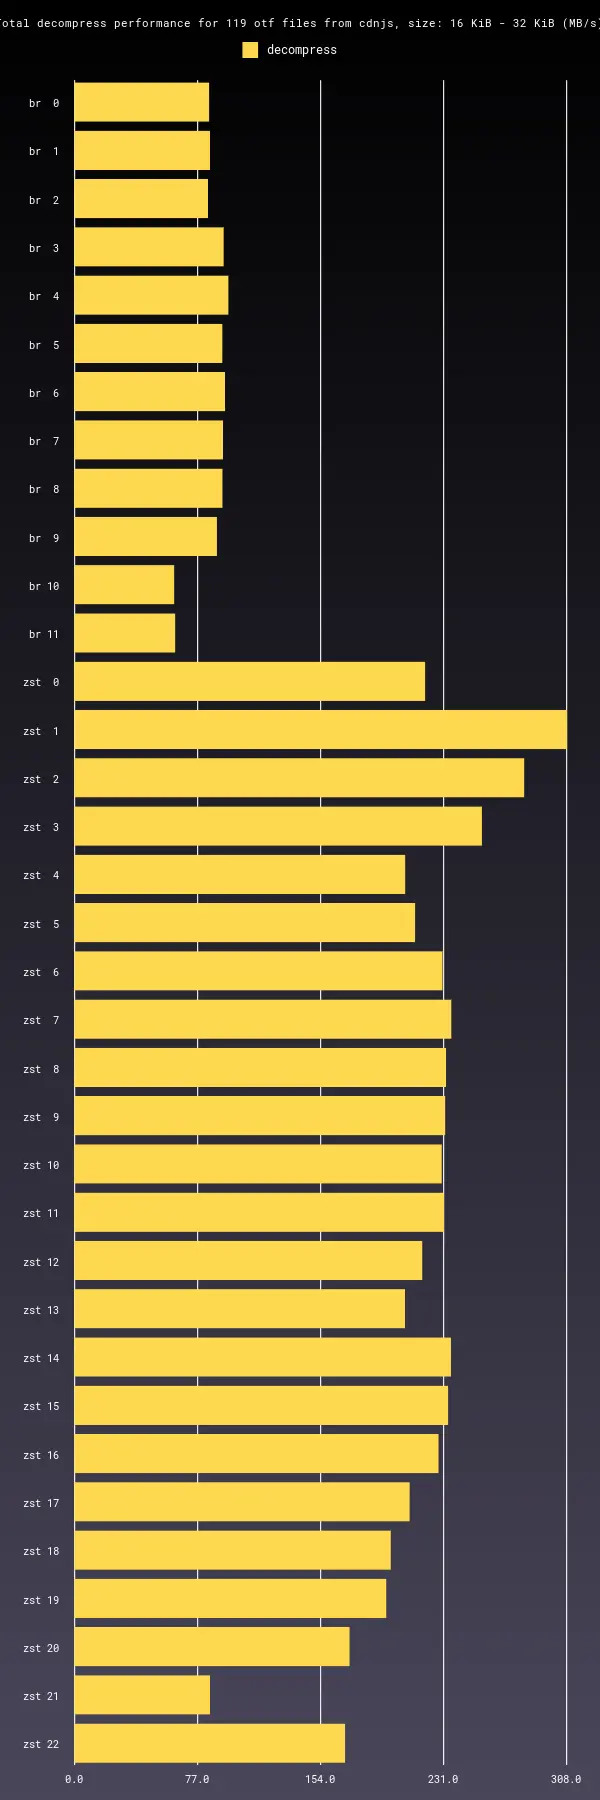 Total decompress performance for 119 otf files from cdnjs, size: 16 KiB - 32 KiB (MB/s)
decompress
br 0
br 1
br 2
br 3
br 4
br 5
br 6
br 7
br 8
br 9
br 10
br 11
zst 0
zst 1
zst 2
zst 3
zst 4
zst 5
zst 6
zst 7
zst 8
zst 9
zst 10
zst 11
zst 12
zst 13
zst 14
zst 15
zst 16
zst 17
zst 18
zst 19
zst 20
zst 21
zst 22
0.0 77.0 154.0 231.0 308.0